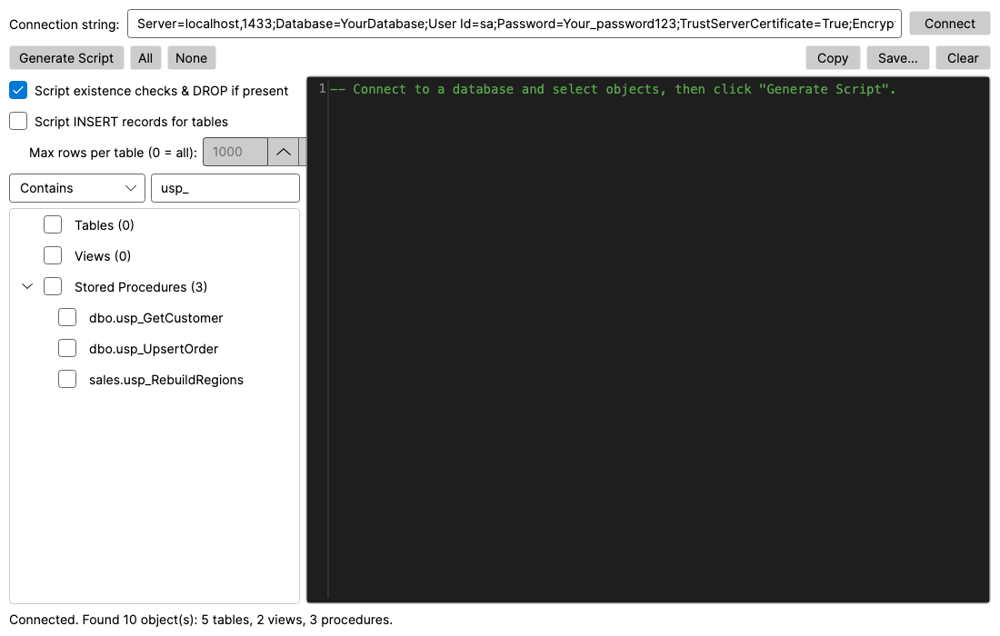 Connection string: Server=localhost,1433;Database=YourDatabase;User Id=sa;Password=Your_password123;TrustServerCertificate=True;Encryp Connect
Generate Script All None Copy Save... Clear
Script existence checks & DROP if present
Script INSERT records for tables
Max rows per table (0 = all): 1000
Contains usp_
Tables (0)
Views (0)
Stored Procedures (3)
dbo.usp_GetCustomer
dbo.usp_UpsertOrder
sales.usp_RebuildRegions
1 -- Connect to a database and select objects, then click "Generate Script".
Connected. Found 10 object(s): 5 tables, 2 views, 3 procedures.